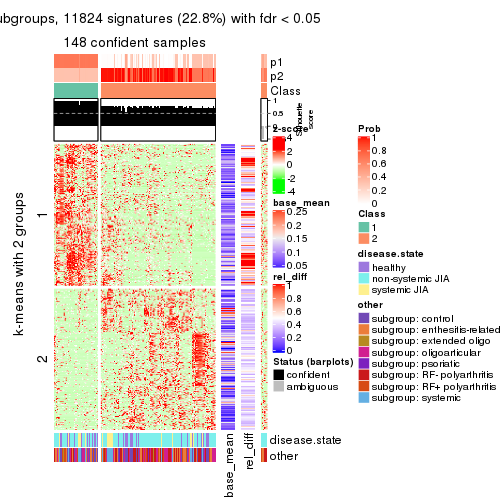 ubgroups, 11824 signatures (22.8%) with fdr < 0.05
148 confident samples
p1
p2
Class
1
0.5
0
Silhouette
score
k-means with 2 groups
1
2
z-score
4
2
0
-2
-4
base_mean
0.25
0.2
0.15
0.1
0.05
rel_diff
1
0.8
0.6
0.4
0.2
0
Status (barplots)
confident
ambiguous
Prob
1
0.8
0.6
0.4
0.2
0
Class
1
2
disease.state
healthy
non-systemic JIA
systemic JIA
other
subgroup: control
subgroup: enthesitis-related
subgroup: extended oligo
subgroup: oligoarticular
subgroup: psoriatic
subgroup: RF- polyarthritis
subgroup: RF+ polyarthritis
subgroup: systemic
disease.state
other
base_mean
rel_diff